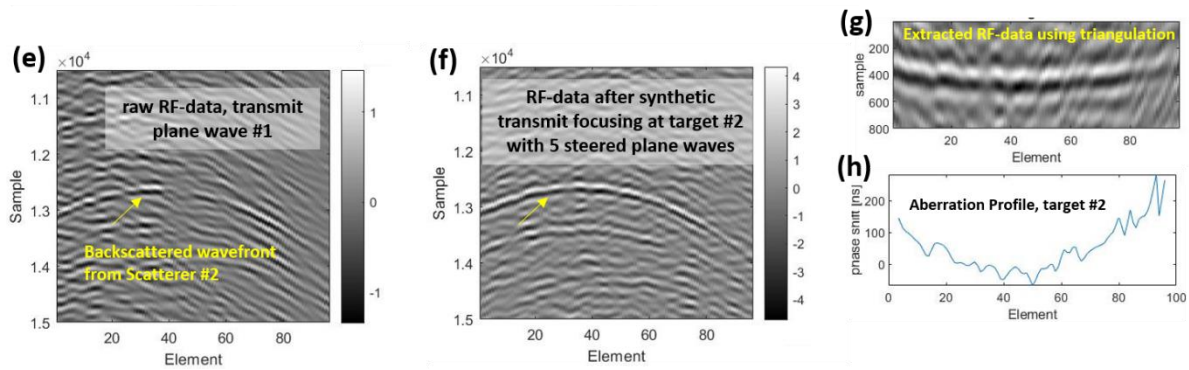 (e)
×10⁴
1.1
1.2
1.3
1.4
1.5
Sample
raw RF-data, transmit
plane wave #1
Backscattered wavefront
from Scatterer #2
20
40
60
80
Element
1
0
-1
(f)
×10⁴
1.1
1.2
1.3
1.4
1.5
Sample
RF-data after synthetic
transmit focusing at target #2
with 5 steered plane waves
20
40
60
80
Element
4
3
2
1
0
-1
-2
-3
-4
(g)
Extracted RF-data using triangulation
200
400
600
800
sample
20
40
60
80
Element
(h)
Aberration Profile, target #2
200
100
0
phase shift [ns]
0
20
40
60
80
100
Element